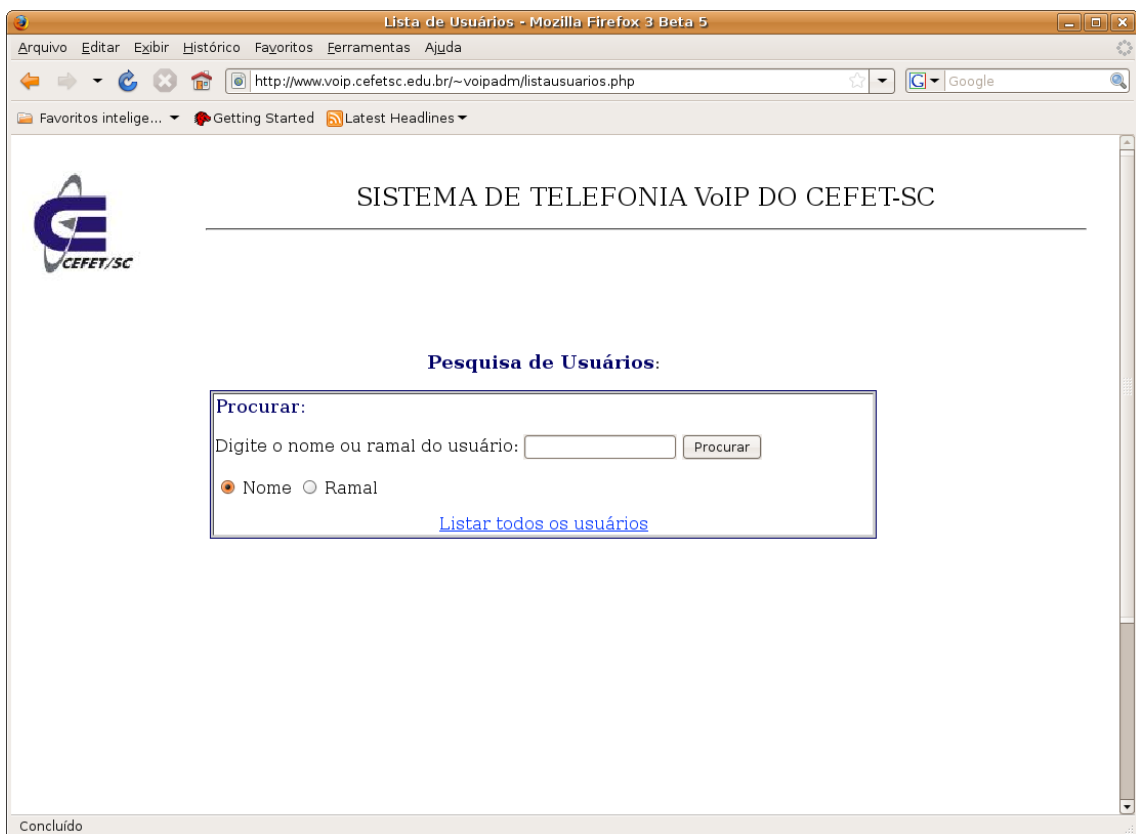 Lista de Usuários - Mozilla Firefox 3 Beta 5
Arquivo Editar Exibir Histórico Favoritos Ferramentas Ajuda
http://www.voip.cefetsc.edu.br/~voipadm/listausuarios.php G Google
Favoritos intelige... Getting Started Latest Headlines
SISTEMA DE TELEFONIA VoIP DO CEFET-SC
CEFET/SC
Pesquisa de Usuários:
Procurar:
Digite o nome ou ramal do usuário: Procurar
Nome Ramal
Listar todos os usuários
Concluído